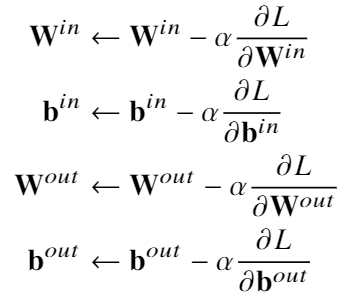 𝐖^{in} ← 𝐖^{in} − α ∂L/∂𝐖^{in}
𝐛^{in} ← 𝐛^{in} − α ∂L/∂𝐛^{in}
𝐖^{out} ← 𝐖^{out} − α ∂L/∂𝐖^{out}
𝐛^{out} ← 𝐛^{out} − α ∂L/∂𝐛^{out}